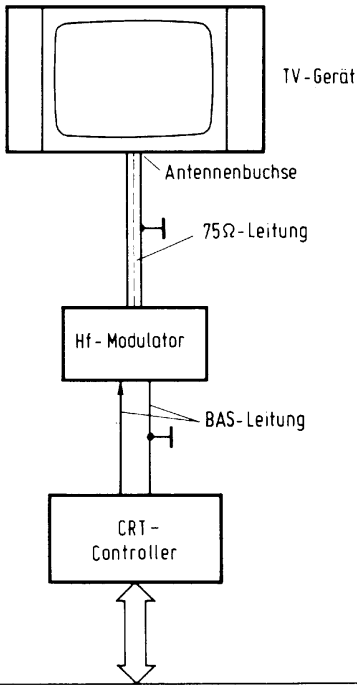 TV-Gerät
Antennenbuchse
75Ω-Leitung
Hf-Modulator
BAS-Leitung
CRT-
Controller